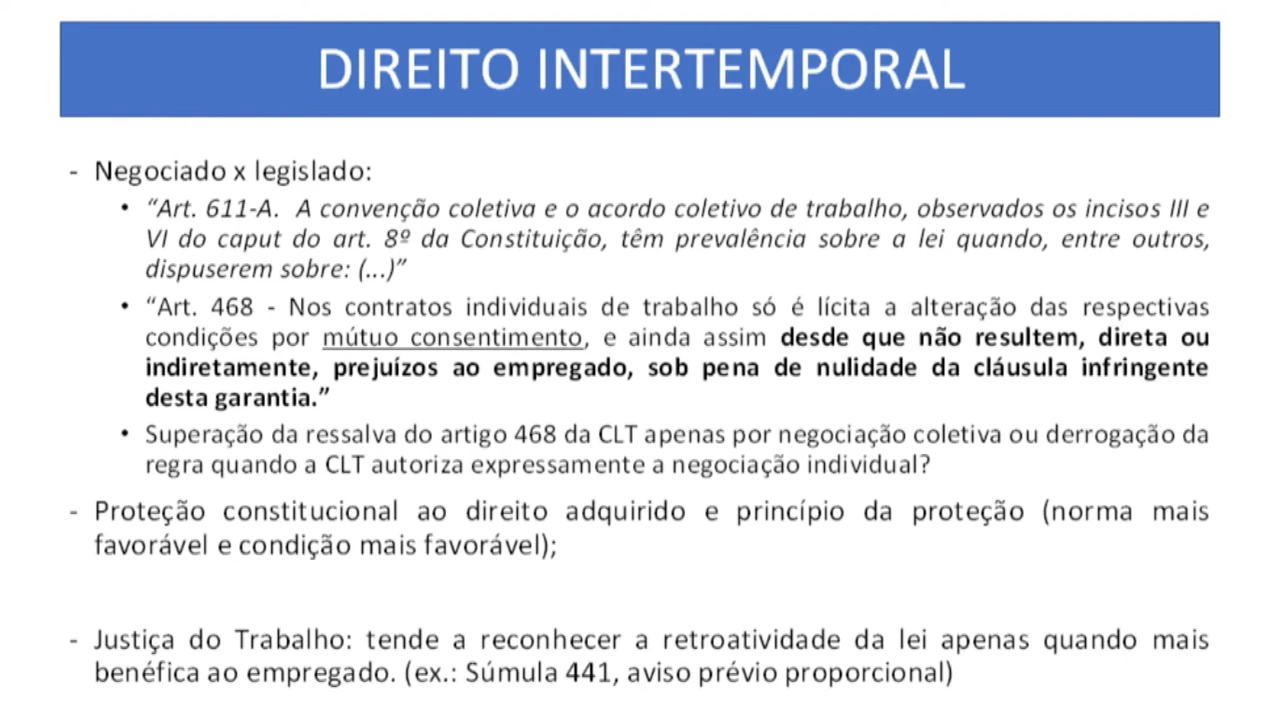 DIREITO INTERTEMPORAL
- Negociado x legislado:
• “Art. 611-A. A convenção coletiva e o acordo coletivo de trabalho, observados os incisos III e
VI do caput do art. 8º da Constituição, têm prevalência sobre a lei quando, entre outros,
dispuserem sobre: (...)”
• “Art. 468 - Nos contratos individuais de trabalho só é lícita a alteração das respectivas
condições por mútuo consentimento, e ainda assim desde que não resultem, direta ou
indiretamente, prejuízos ao empregado, sob pena de nulidade da cláusula infringente
desta garantia.”
• Superação da ressalva do artigo 468 da CLT apenas por negociação coletiva ou derrogação da
regra quando a CLT autoriza expressamente a negociação individual?
- Proteção constitucional ao direito adquirido e princípio da proteção (norma mais
favorável e condição mais favorável);
- Justiça do Trabalho: tende a reconhecer a retroatividade da lei apenas quando mais
benéfica ao empregado. (ex.: Súmula 441, aviso prévio proporcional)